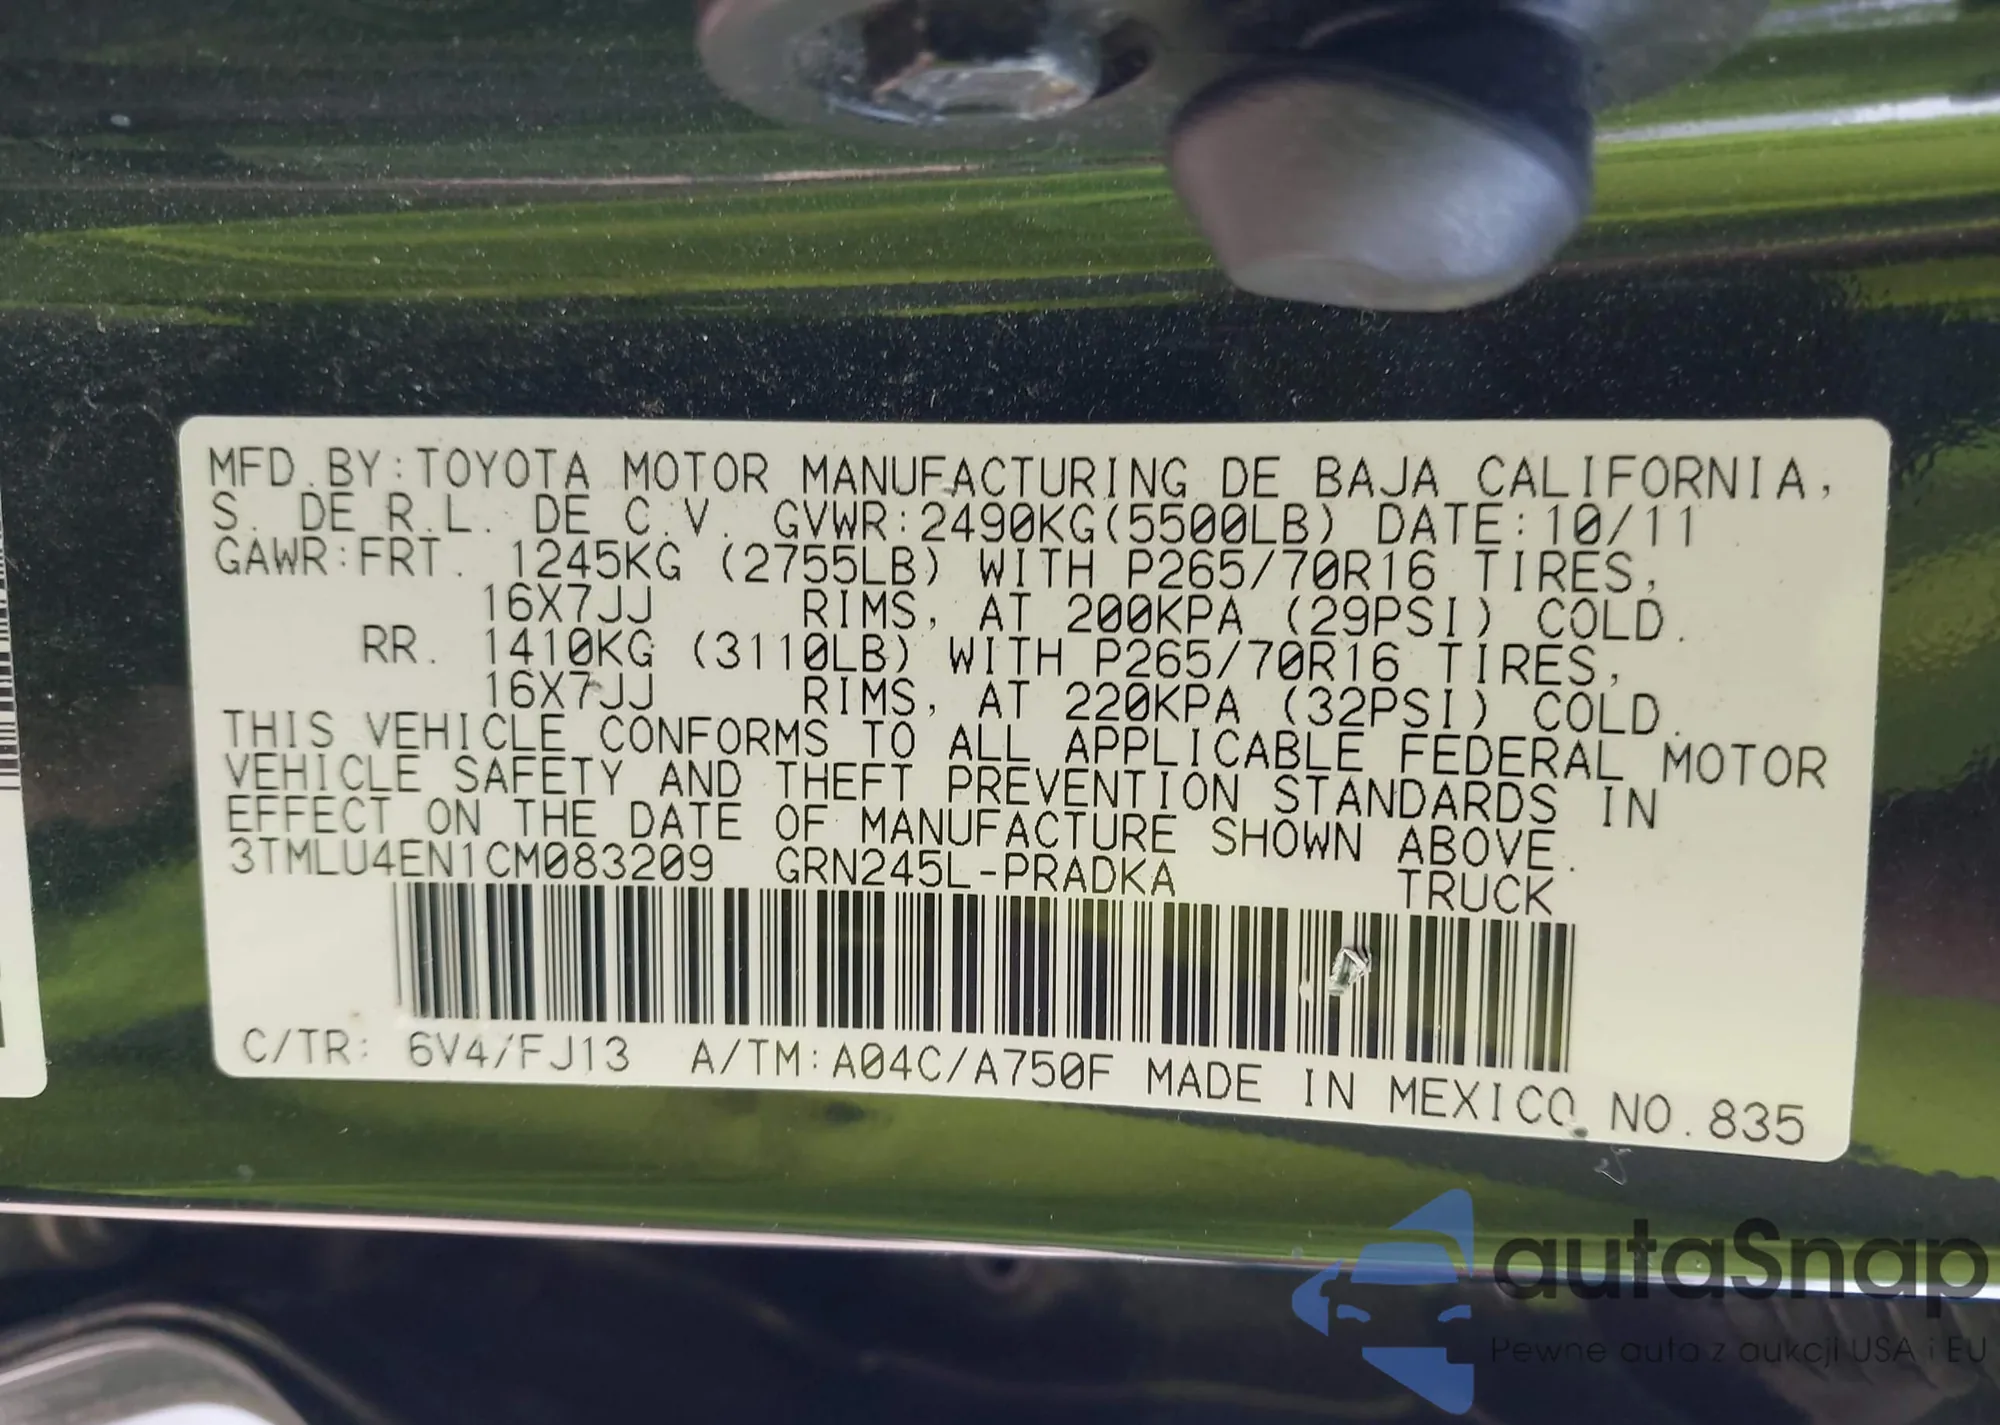 MFD.BY:TOYOTA MOTOR MANUFACTURING DE BAJA CALIFORNIA,
S. DE R.L. DE C.V. GVWR:2490KG(5500LB) DATE:10/11
GAWR:FRT. 1245KG (2755LB) WITH P265/70R16 TIRES,
16X7JJ RIMS, AT 200KPA (29PSI) COLD.
RR. 1410KG (3110LB) WITH P265/70R16 TIRES,
16X7JJ RIMS, AT 220KPA (32PSI) COLD.
THIS VEHICLE CONFORMS TO ALL APPLICABLE FEDERAL MOTOR
VEHICLE SAFETY AND THEFT PREVENTION STANDARDS IN
EFFECT ON THE DATE OF MANUFACTURE SHOWN ABOVE.
3TMLU4EN1CM083209 GRN245L-PRADKA TRUCK
C/TR: 6V4/FJ13 A/TM:A04C/A750F MADE IN MEXICO NO.835
autaSnap
Pewne auta z aukcji USA i EU